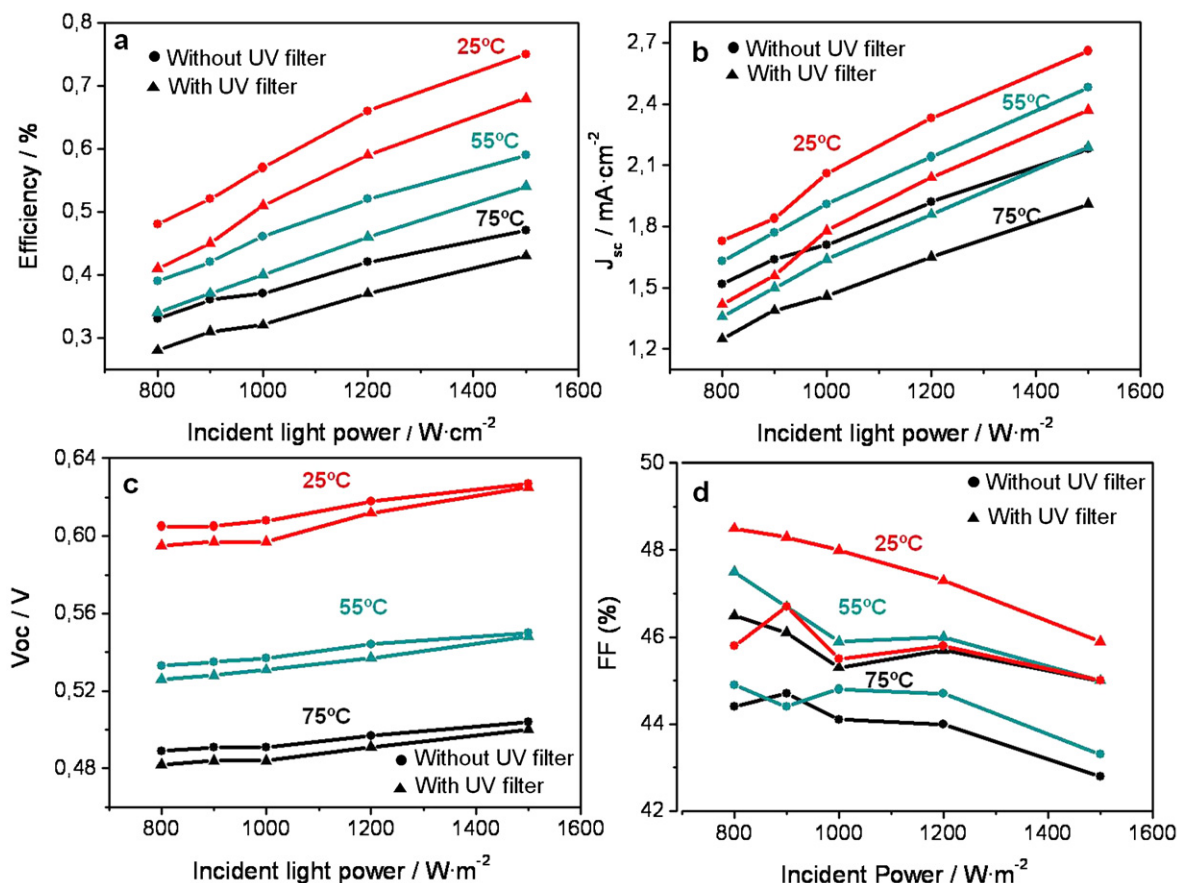 a
Without UV filter
With UV filter
25ºC
55ºC
75ºC
0,8
0,7
0,6
0,5
0,4
0,3
Efficiency / %
800 1000 1200 1400 1600
Incident light power / W·cm⁻²
b
Without UV filter
With UV filter
25ºC
55ºC
75ºC
2,7
2,4
2,1
1,8
1,5
1,2
J_sc / mA·cm⁻²
800 1000 1200 1400 1600
Incident light power / W·m⁻²
c
25ºC
55ºC
75ºC
Without UV filter
With UV filter
0,64
0,60
0,56
0,52
0,48
Voc / V
800 1000 1200 1400 1600
Incident light power / W·m⁻²
d
Without UV filter
With UV filter
25ºC
55ºC
75ºC
50
48
46
44
42
FF (%)
800 1000 1200 1400 1600
Incident Power / W·m⁻²